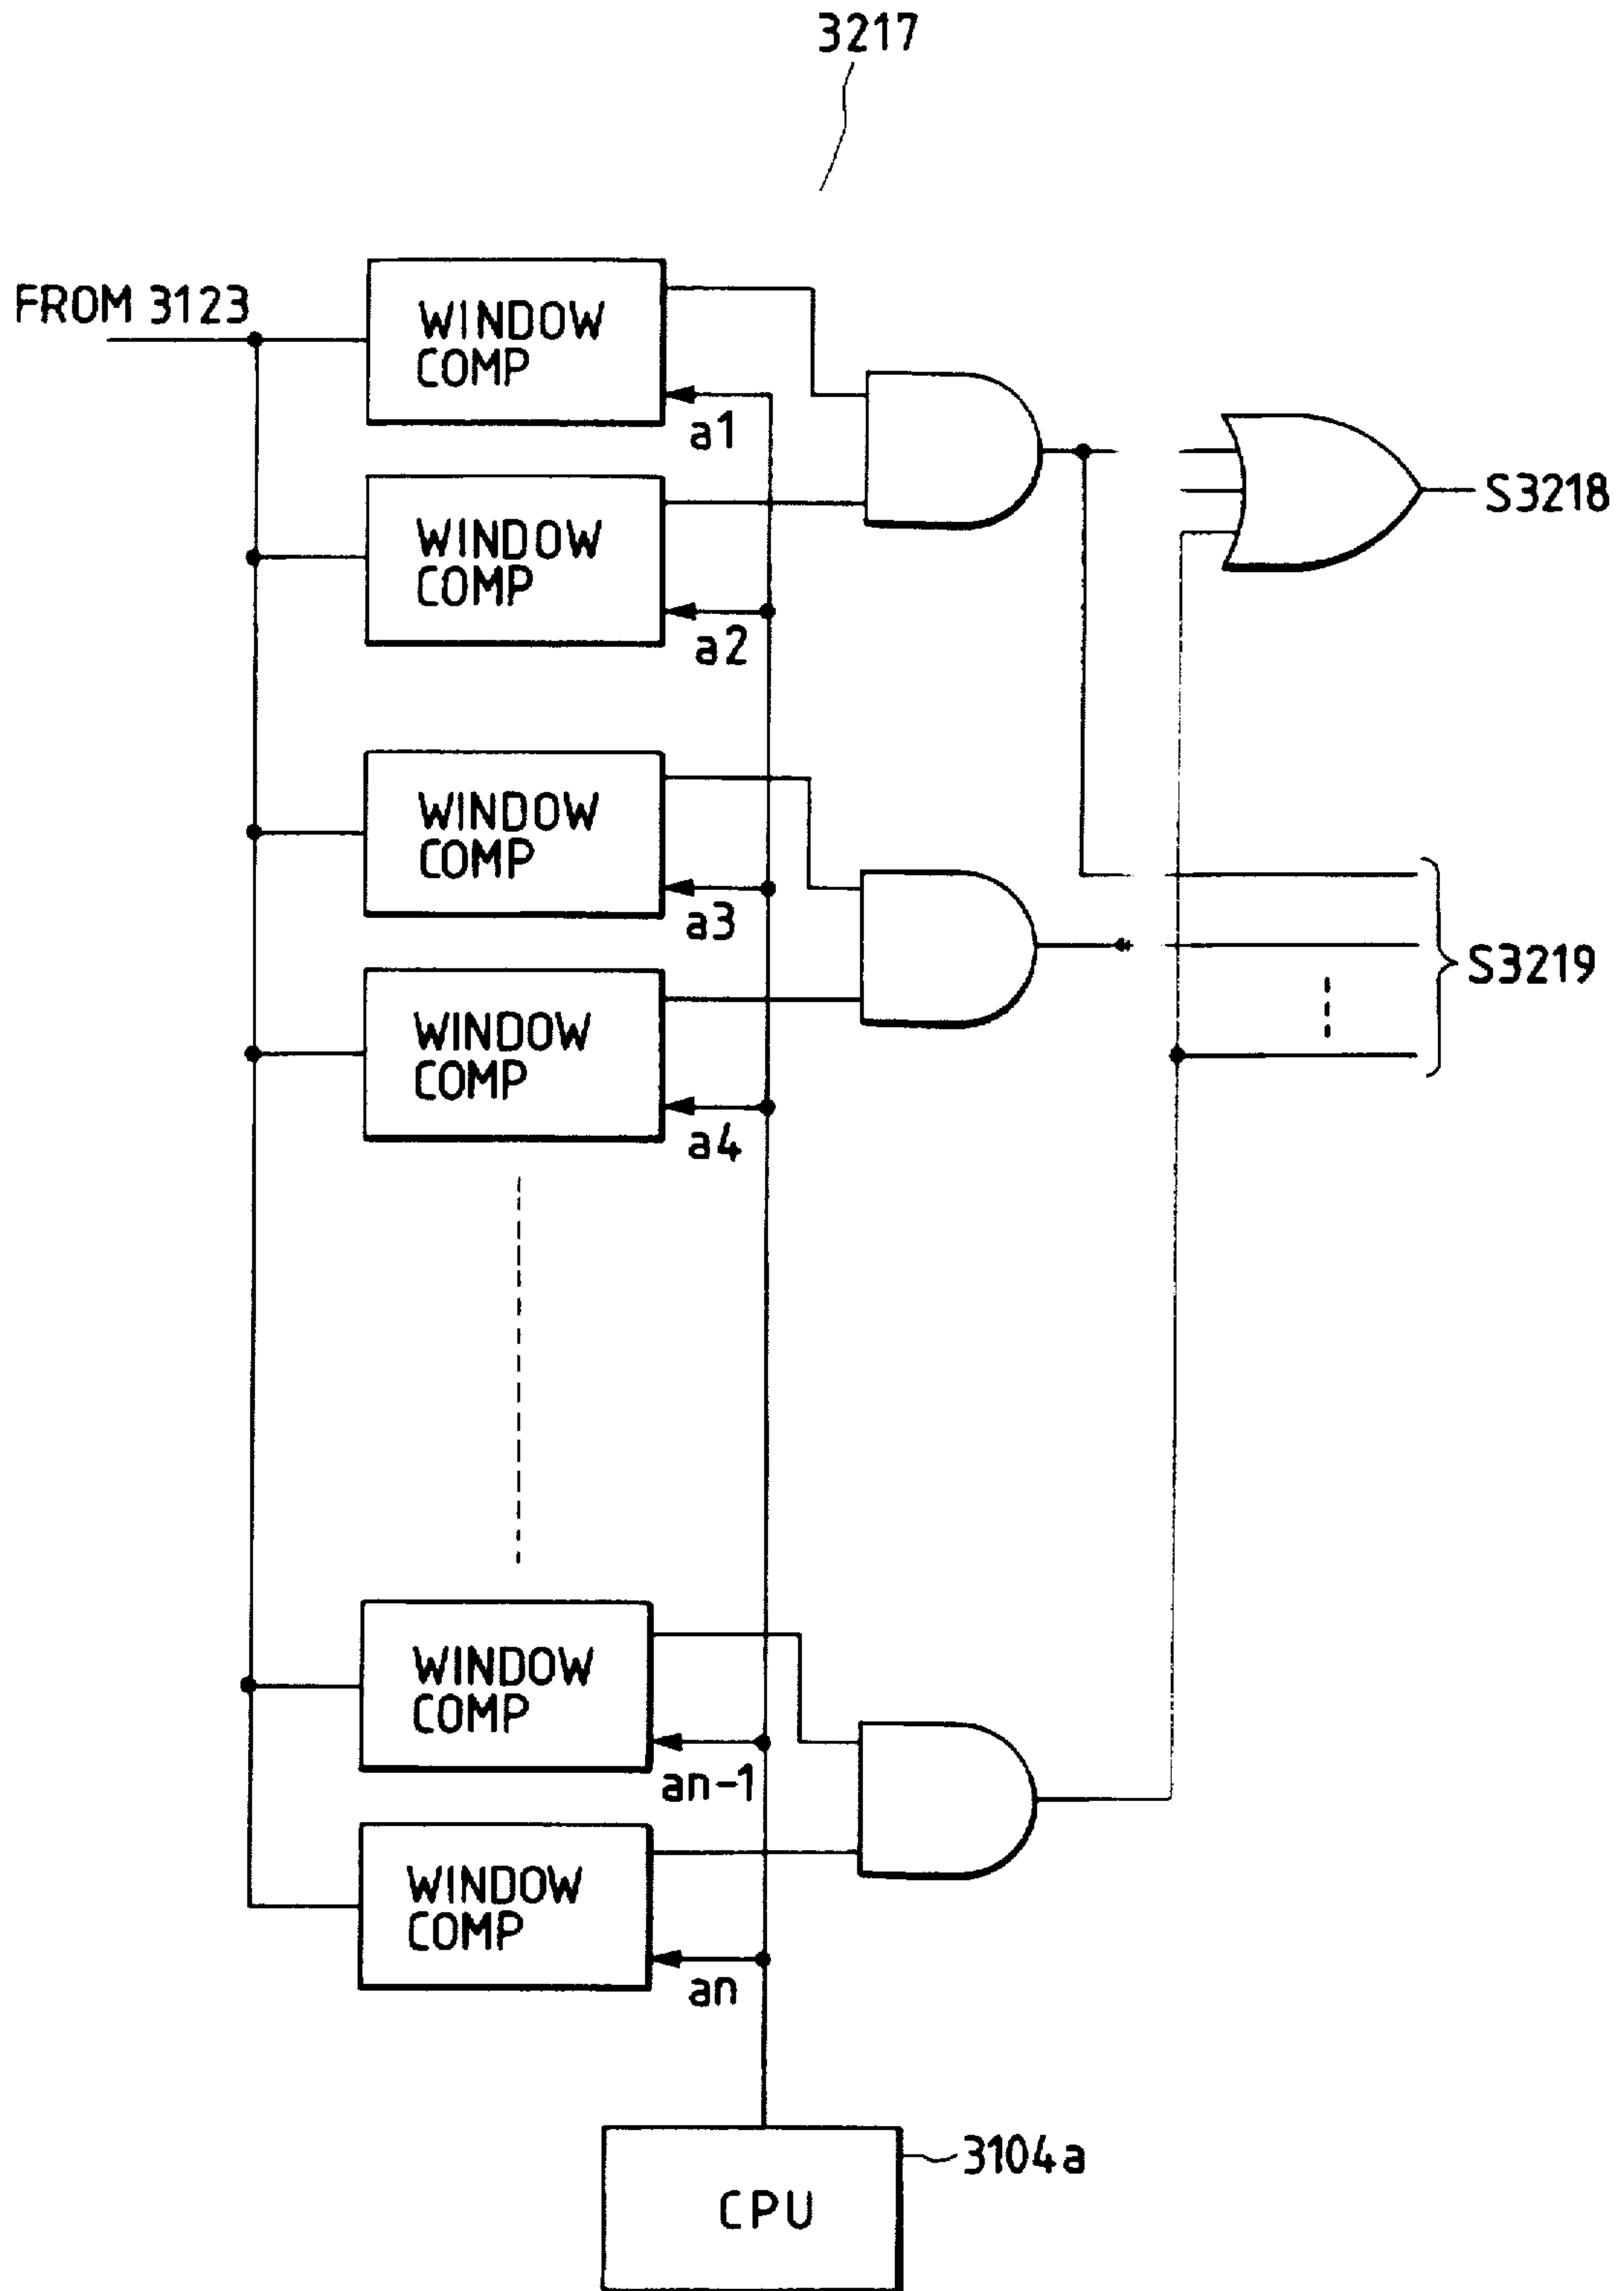 3217
FROM 3123
WINDOW
COMP
a1
S3218
WINDOW
COMP
a2
WINDOW
COMP
a3
S3219
WINDOW
COMP
a4
WINDOW
COMP
an-1
WINDOW
COMP
an
3104a
CPU